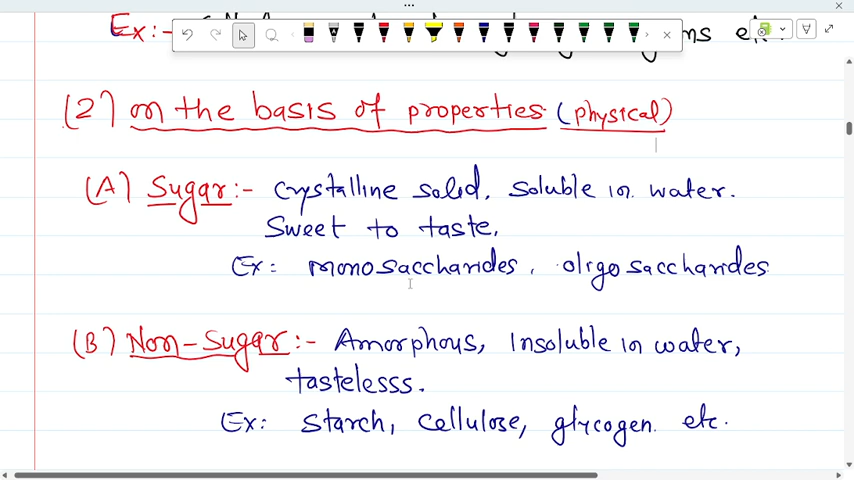 Ex:-
(2) on the basis of properties (physical)
(A) Sugar:- Crystalline solid, soluble in water.
Sweet to taste,
Ex: monosaccharides, oligosaccharides
(B) Non-Sugar:- Amorphous, Insoluble in water,
tastelesss.
Ex: Starch, cellulose, glycogen. etc.